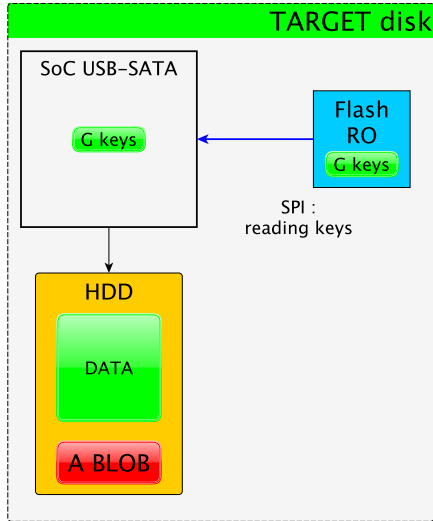 TARGET disk
SoC USB-SATA
G keys
Flash
RO
G keys
SPI :
reading keys
HDD
DATA
A BLOB